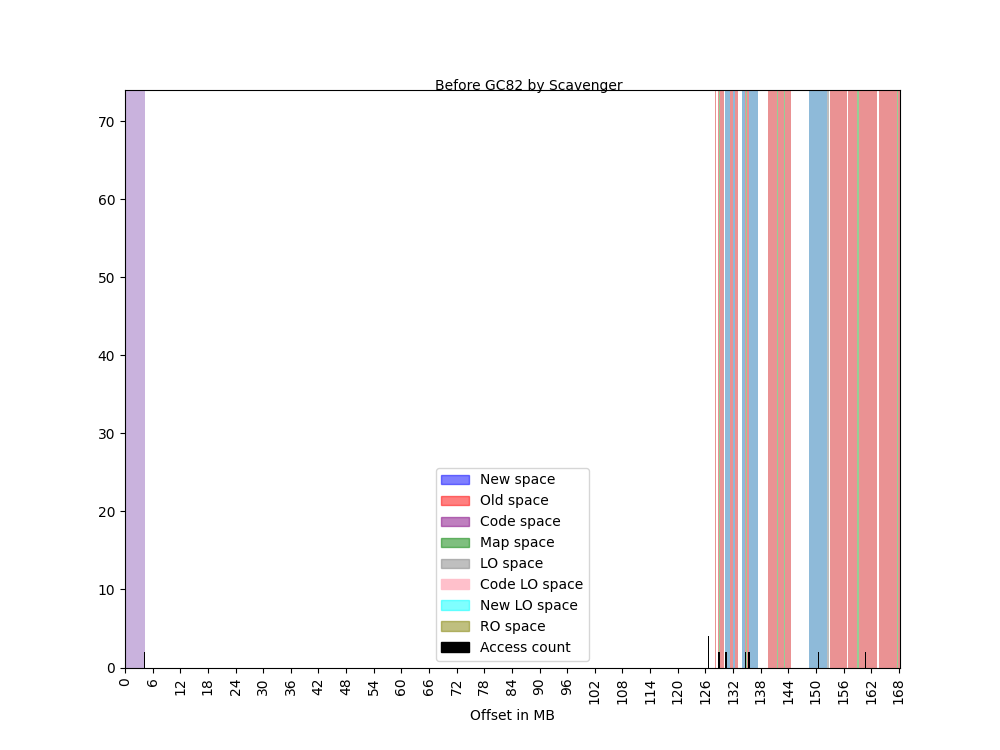 Before GC82 by Scavenger
70
60
50
40
30
20
10
0
New space
Old space
Code space
Map space
LO space
Code LO space
New LO space
RO space
Access count
0 6 12 18 24 30 36 42 48 54 60 66 72 78 84 90 96 102 108 114 120 126 132 138 144 150 156 162 168
Offset in MB